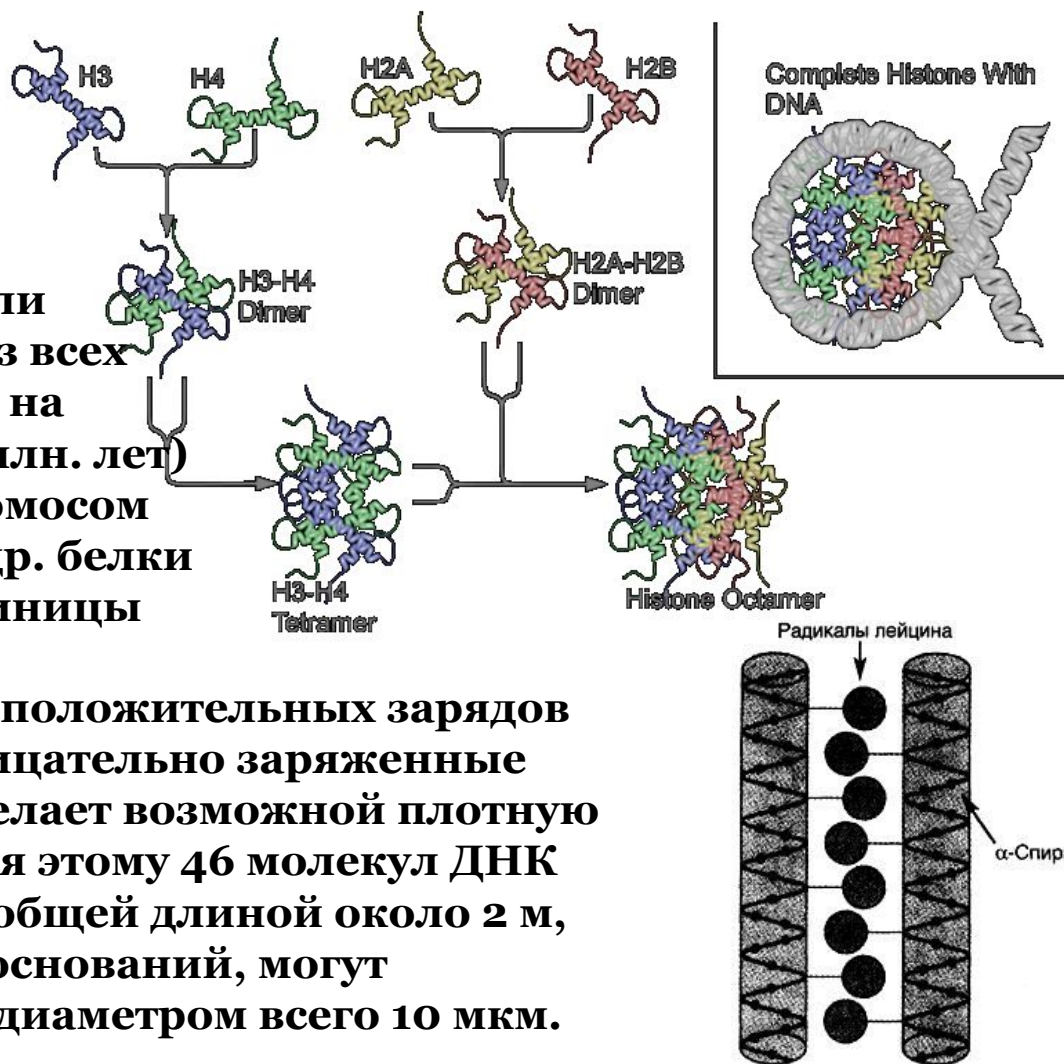 H3
H4
H2A
H2B
Complete Histone With
DNA
H3-H4
Dimer
H2A-H2B
Dimer
ли
з всех
на
лн. лет)
омосом
др. белки
иницы
H3-H4
Tetramer
Histone Octamer
положительных зарядов
ицательно заряженные
елает возможной плотную
я этому 46 молекул ДНК
общей длиной около 2 м,
оснований, могут
диаметром всего 10 мкм.
Радикалы лейцина
α-Спир